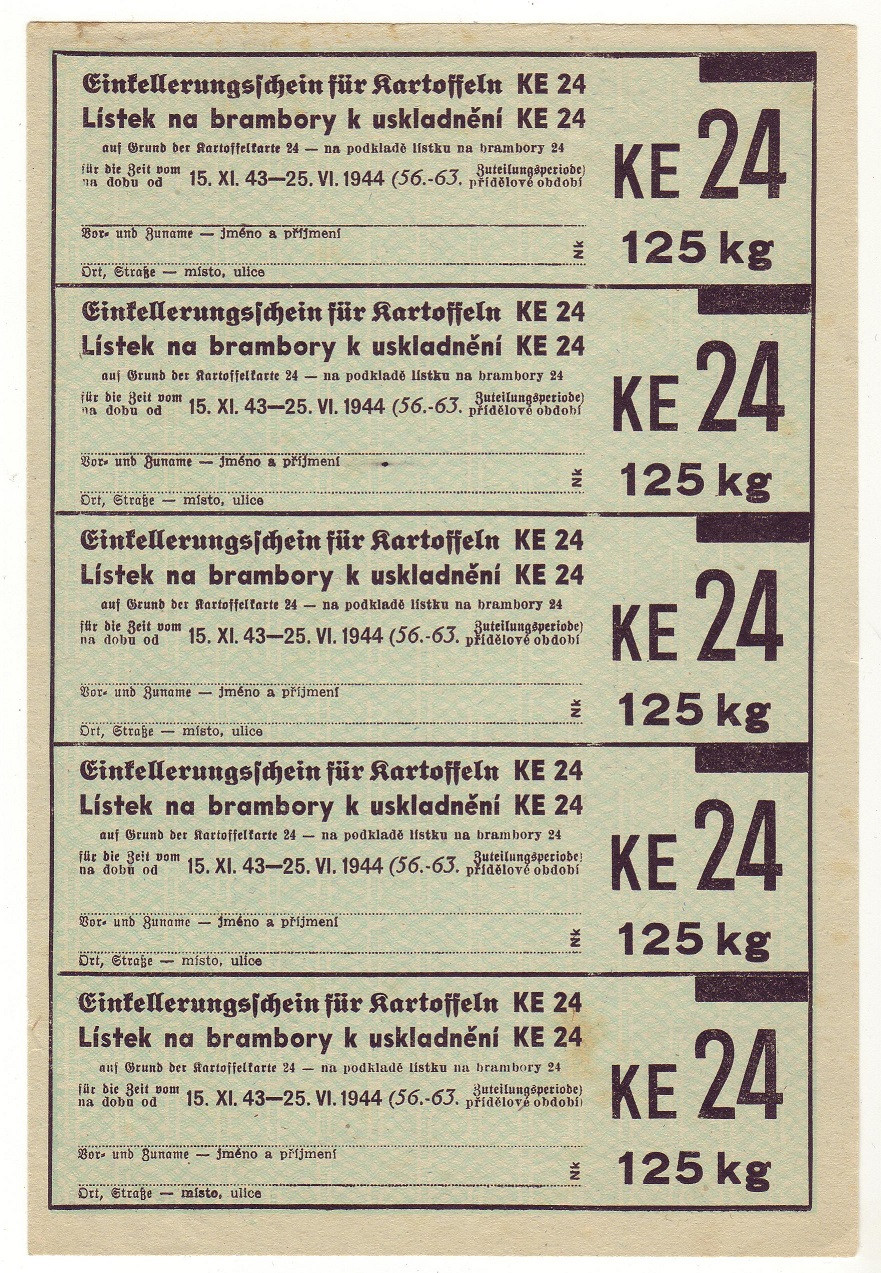 Einkellerungsschein für Kartoffeln KE 24
Lístek na brambory k uskladnění KE 24
auf Grund der Kartoffelkarte 24 — na podkladě lístku na brambory 24
für die Zeit vom
na dobu od 15. XI. 43—25. VI. 1944 (56.-63. Zuteilungsperiode)
přídělové období
Vor- und Zuname — jméno a příjmení
Nk
Ort, Straße — místo, ulice
KE 24
125 kg
Einkellerungsschein für Kartoffeln KE 24
Lístek na brambory k uskladnění KE 24
auf Grund der Kartoffelkarte 24 — na podkladě lístku na brambory 24
für die Zeit vom
na dobu od 15. XI. 43—25. VI. 1944 (56.-63. Zuteilungsperiode)
přídělové období
Vor- und Zuname — jméno a příjmení
Nk
Ort, Straße — místo, ulice
KE 24
125 kg
Einkellerungsschein für Kartoffeln KE 24
Lístek na brambory k uskladnění KE 24
auf Grund der Kartoffelkarte 24 — na podkladě lístku na brambory 24
für die Zeit vom
na dobu od 15. XI. 43—25. VI. 1944 (56.-63. Zuteilungsperiode)
přídělové období
Vor- und Zuname — jméno a příjmení
Nk
Ort, Straße — místo, ulice
KE 24
125 kg
Einkellerungsschein für Kartoffeln KE 24
Lístek na brambory k uskladnění KE 24
auf Grund der Kartoffelkarte 24 — na podkladě lístku na brambory 24
für die Zeit vom
na dobu od 15. XI. 43—25. VI. 1944 (56.-63. Zuteilungsperiode)
přídělové období
Vor- und Zuname — jméno a příjmení
Nk
Ort, Straße — místo, ulice
KE 24
125 kg
Einkellerungsschein für Kartoffeln KE 24
Lístek na brambory k uskladnění KE 24
auf Grund der Kartoffelkarte 24 — na podkladě lístku na brambory 24
für die Zeit vom
na dobu od 15. XI. 43—25. VI. 1944 (56.-63. Zuteilungsperiode)
přídělové období
Vor- und Zuname — jméno a příjmení
Nk
Ort, Straße — místo, ulice
KE 24
125 kg